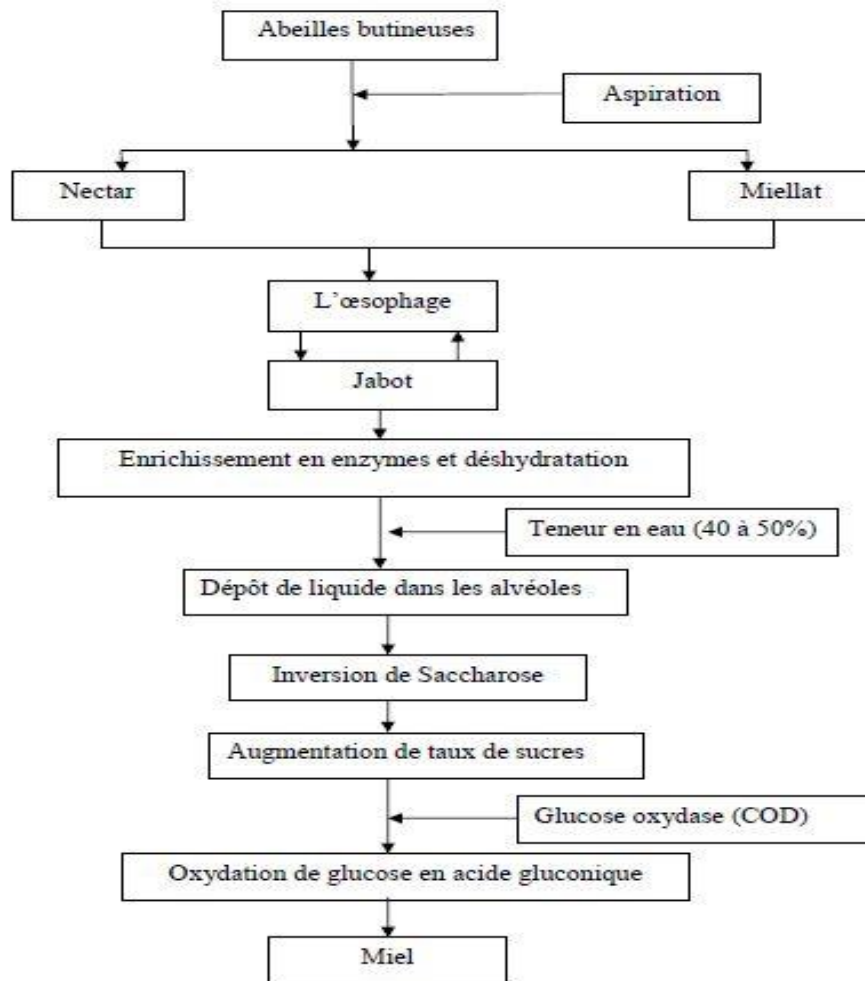 Abeilles butineuses
Aspiration
Nectar
Miellat
L'œsophage
Jabot
Enrichissement en enzymes et déshydratation
Teneur en eau (40 à 50%)
Dépôt de liquide dans les alvéoles
Inversion de Saccharose
Augmentation de taux de sucres
Glucose oxydase (COD)
Oxydation de glucose en acide gluconique
Miel